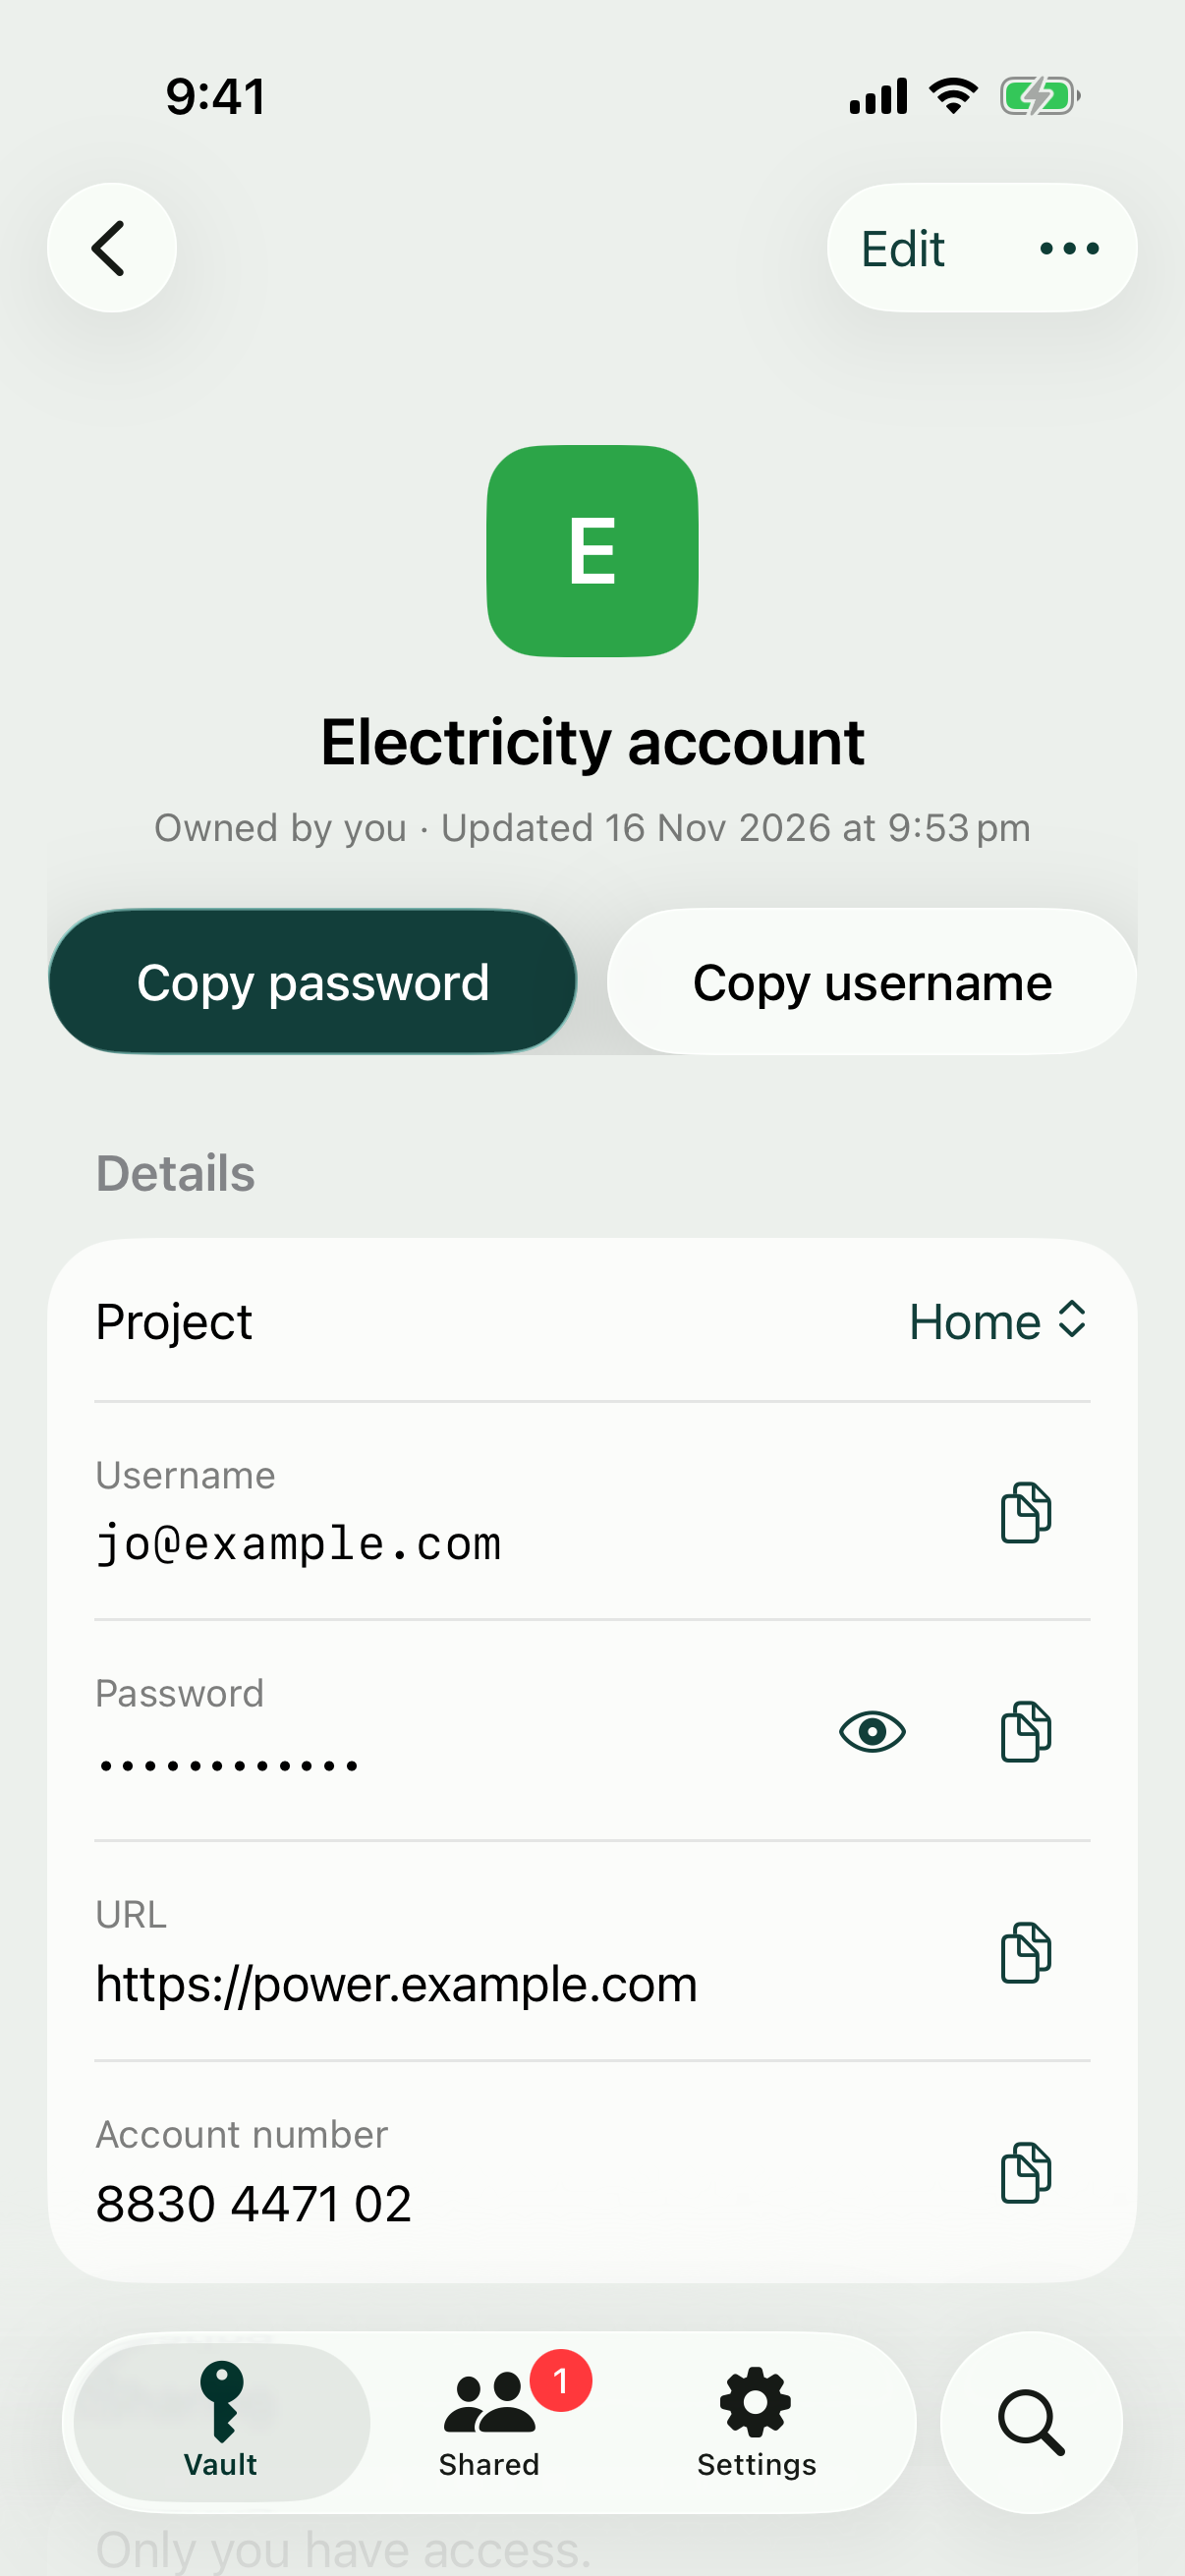 9:41
Edit
E
Electricity account
Owned by you · Updated 16 Nov 2026 at 9:53 pm
Copy password
Copy username
Details
Project
Home
Username
jo@example.com
Password
••••••••••••
URL
https://power.example.com
Account number
8830 4471 02
1
Vault
Shared
Settings
Only you have access.